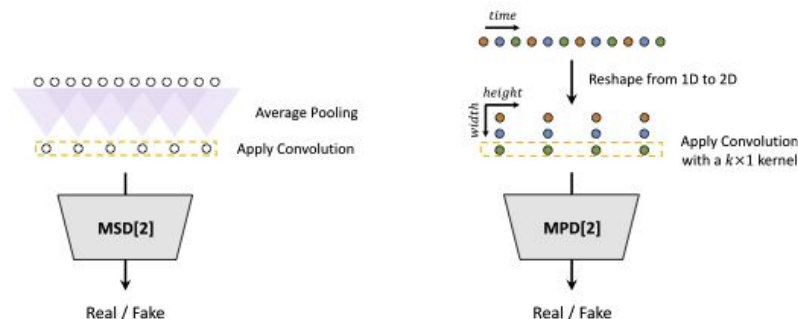 Average Pooling
Apply Convolution
MSD[2]
Real / Fake
time
Reshape from 1D to 2D
height
width
Apply Convolution
with a k×1 kernel
MPD[2]
Real / Fake